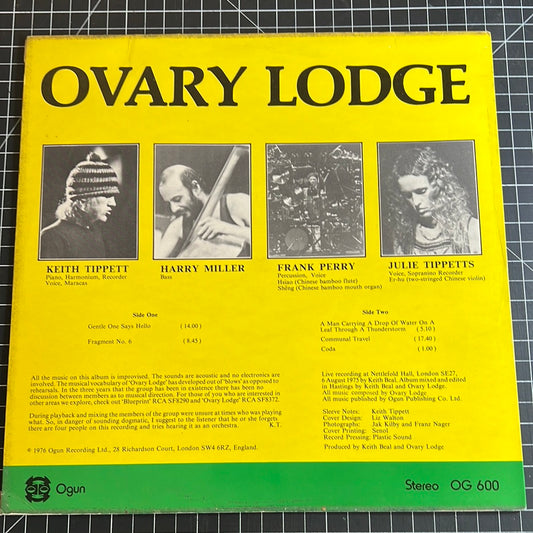 OVARY LODGE
KEITH TIPPETT
Piano, Harmonium, Recorder
Voice, Maracas
HARRY MILLER
Bass
FRANK PERRY
Percussion, Voice
Hsiao (Chinese bamboo flute)
Shêng (Chinese bamboo mouth organ)
JULIE TIPPETTS
Voice, Sopranino Recorder
Er-hu (two-stringed Chinese violin)
Side One
Gentle One Says Hello (14.00)
Fragment No. 6 (8.45)
Side Two
A Man Carrying A Drop Of Water On A
Leaf Through A Thunderstorm (5.10)
Communal Travel (17.40)
Coda (1.00)
All the music on this album is improvised. The sounds are acoustic and no electronics are
involved. The musical vocabulary of 'Ovary Lodge' has developed out of 'blows' as opposed to
rehearsals. In the three years that the group has been in existence there has been no
discussion between members as to musical direction. For those of you who are interested in
other areas we explore, check out 'Blueprint' RCA SF8290 and 'Ovary Lodge' RCA SF8372.
During playback and mixing the members of the group were unsure at times who was playing
what. So, in danger of sounding dogmatic, I suggest to the listener that he or she forgets
there are four people on this recording and tries hearing it as an orchestra. K.T.
℗ 1976 Ogun Recording Ltd., 28 Richardson Court, London SW4 6RZ, England.
Live recording at Nettlefold Hall, London SE27,
6 August 1975 by Keith Beal, Album mixed and edited
in Hastings by Keith Beal and Ovary Lodge.
All music composed by Ovary Lodge
All music published by Ogun Publishing Co. Ltd.
Sleeve Notes: Keith Tippett
Cover Design: Liz Walton
Photographs: Jak Kilby and Franz Nager
Cover Printing: Senol
Record Pressing: Plastic Sound
Produced by Keith Beal and Ovary Lodge
Ogun
Stereo OG 600